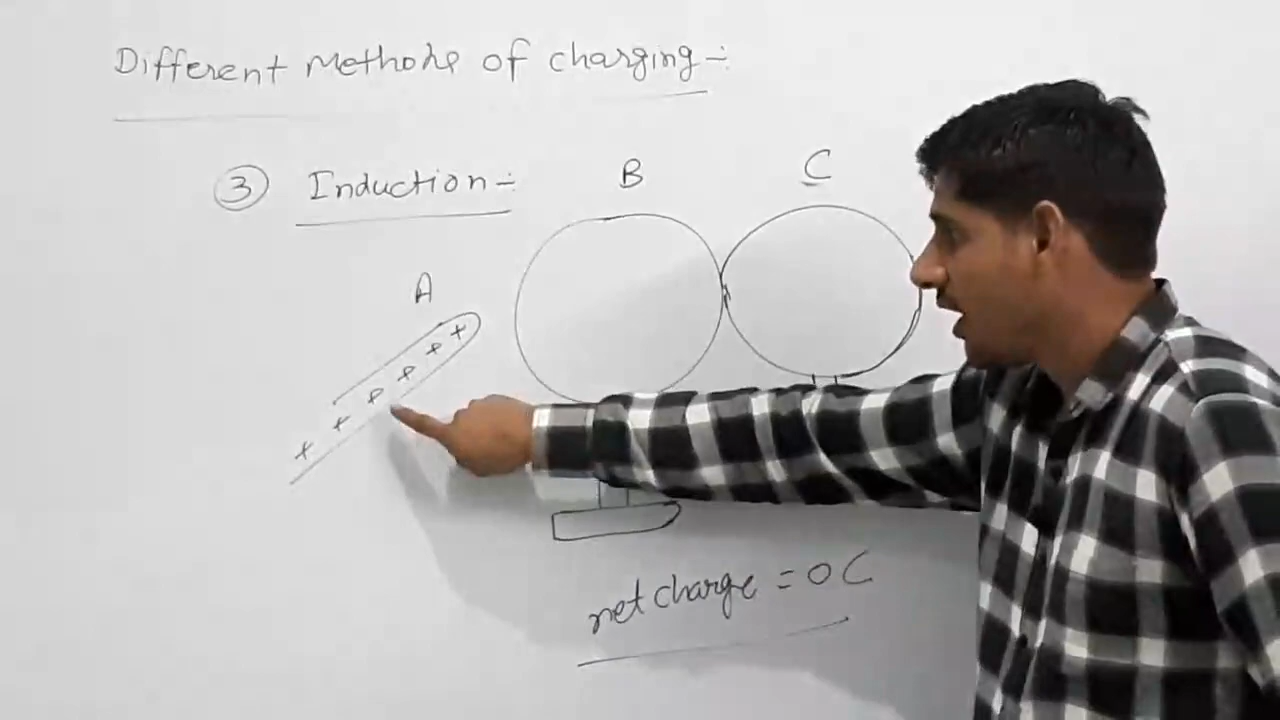 Different Methods of charging :-
③ Induction :-
B
C
A
+ + + + + +
net charge = 0 C